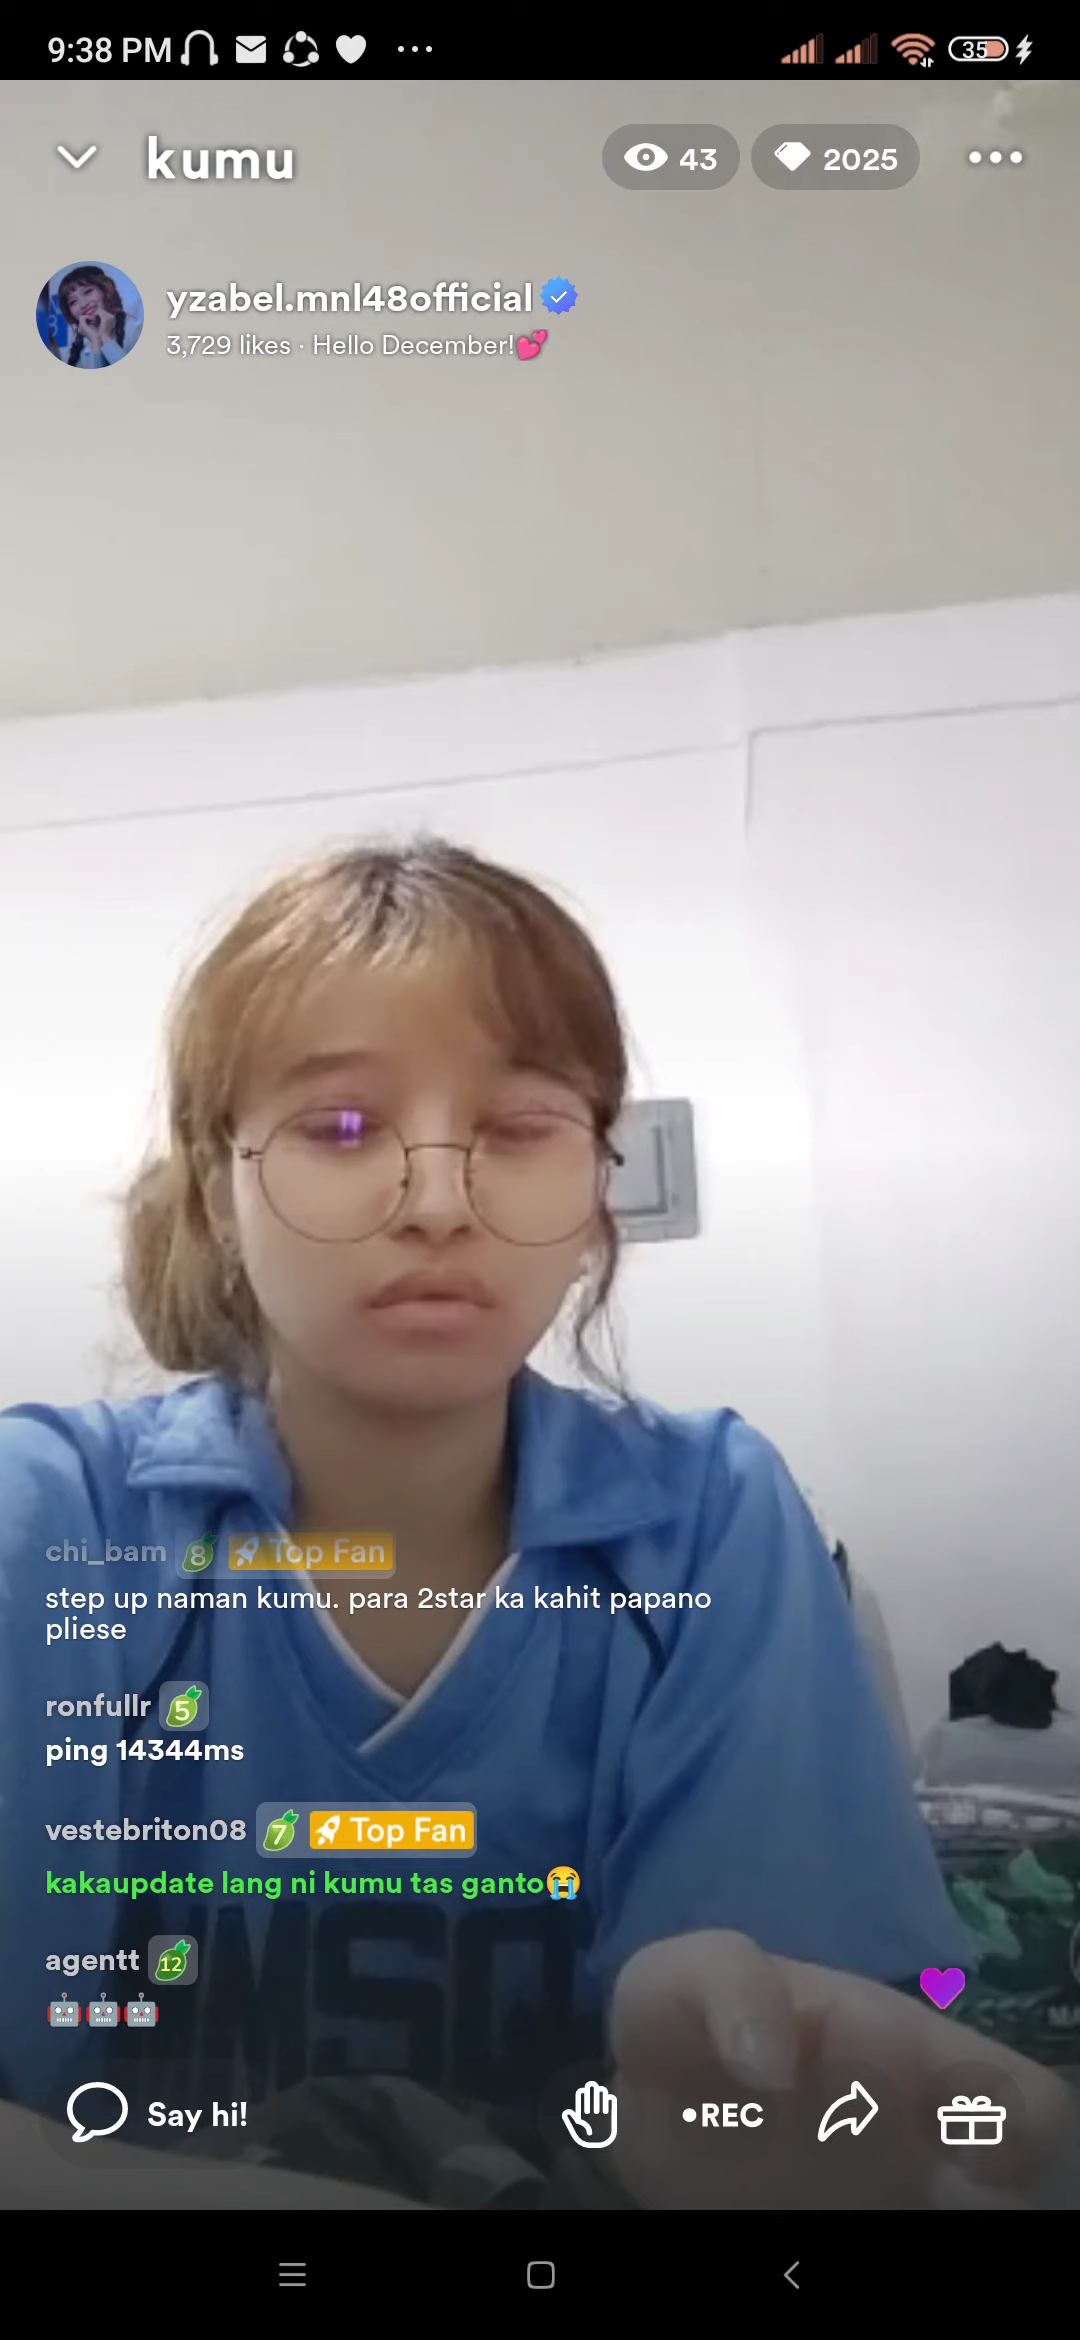 9:38 PM
35
kumu
43
2025
yzabel.mnl48official
3,729 likes · Hello December!💕
chi_bam 8 Top Fan
step up naman kumu. para 2star ka kahit papano
pliese
ronfullr 5
ping 14344ms
vestebriton08 7 Top Fan
kakaupdate lang ni kumu tas ganto😭
agentt 12
🤖🤖🤖
Say hi!
•REC